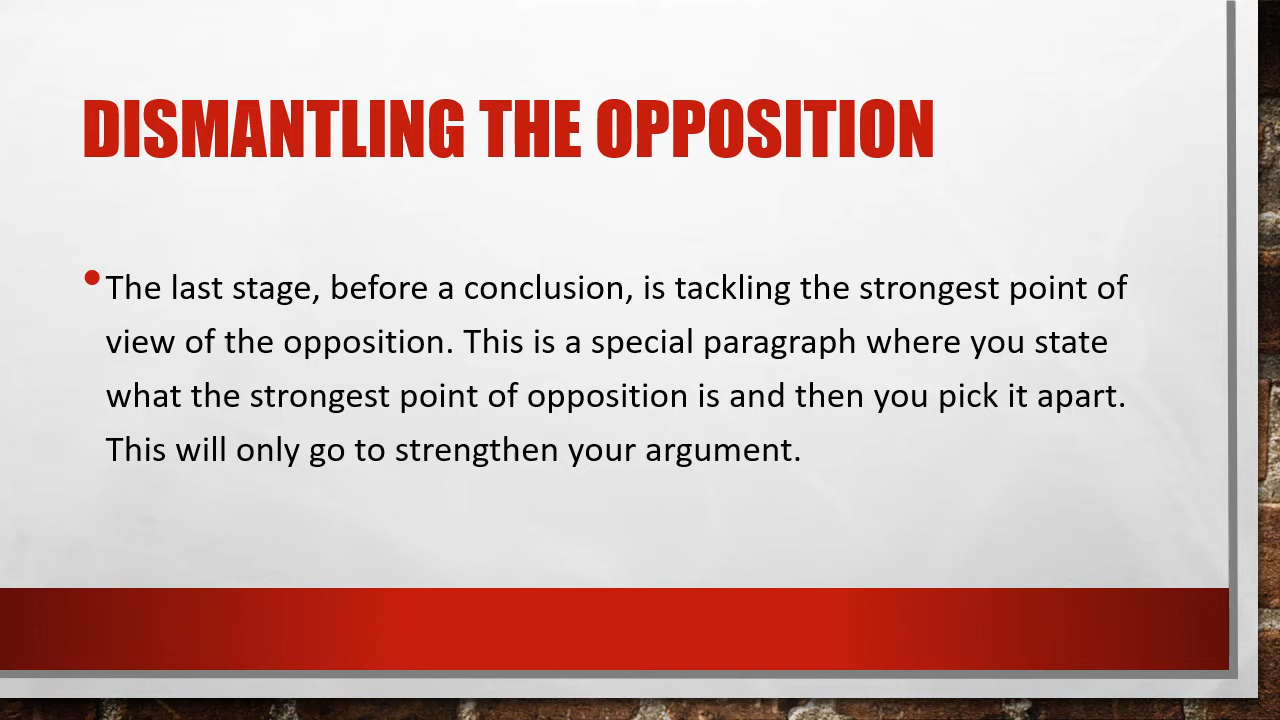 DISMANTLING THE OPPOSITION
• The last stage, before a conclusion, is tackling the strongest point of
view of the opposition. This is a special paragraph where you state
what the strongest point of opposition is and then you pick it apart.
This will only go to strengthen your argument.